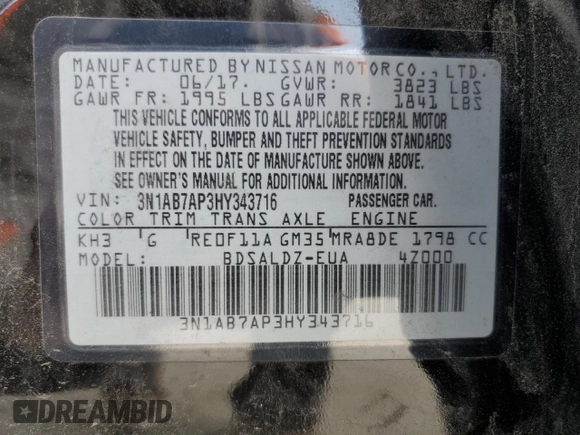 MANUFACTURED BY NISSAN MOTOR CO., LTD.
DATE: 06/17. GVWR: 3823 LBS
GAWR FR: 1995 LBS GAWR RR: 1841 LBS
THIS VEHICLE CONFORMS TO ALL APPLICABLE FEDERAL MOTOR
VEHICLE SAFETY, BUMPER AND THEFT PREVENTION STANDARDS
IN EFFECT ON THE DATE OF MANUFACTURE SHOWN ABOVE.
SEE OWNER'S MANUAL FOR ADDITIONAL INFORMATION.
VIN: 3N1AB7AP3HY343716 PASSENGER CAR.
COLOR TRIM TRANS AXLE ENGINE
KH3 G RE0F11A GM35 MRA8DE 1798 CC
MODEL: BDSALDZ-EUA 4Z000
3N1AB7AP3HY343716
DREAMBID